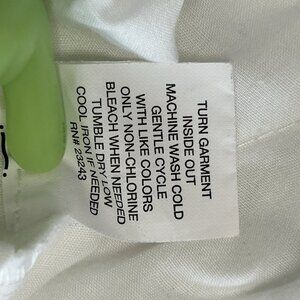 TURN GARMENT
INSIDE OUT
MACHINE WASH COLD
GENTLE CYCLE
WITH LIKE COLORS
ONLY NON-CHLORINE
BLEACH WHEN NEEDED
TUMBLE DRY LOW
COOL IRON IF NEEDED
RN# 23243